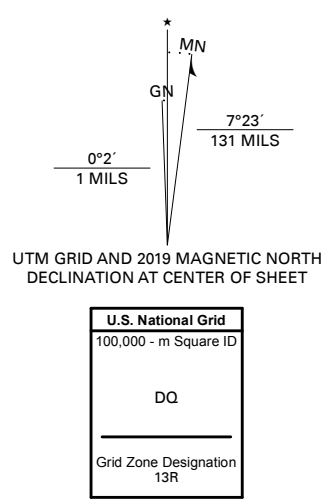 ★
MN
GN
7°23´
131 MILS
0°2´
1 MILS
UTM GRID AND 2019 MAGNETIC NORTH
DECLINATION AT CENTER OF SHEET
U.S. National Grid
100,000 - m Square ID
DQ
Grid Zone Designation
13R